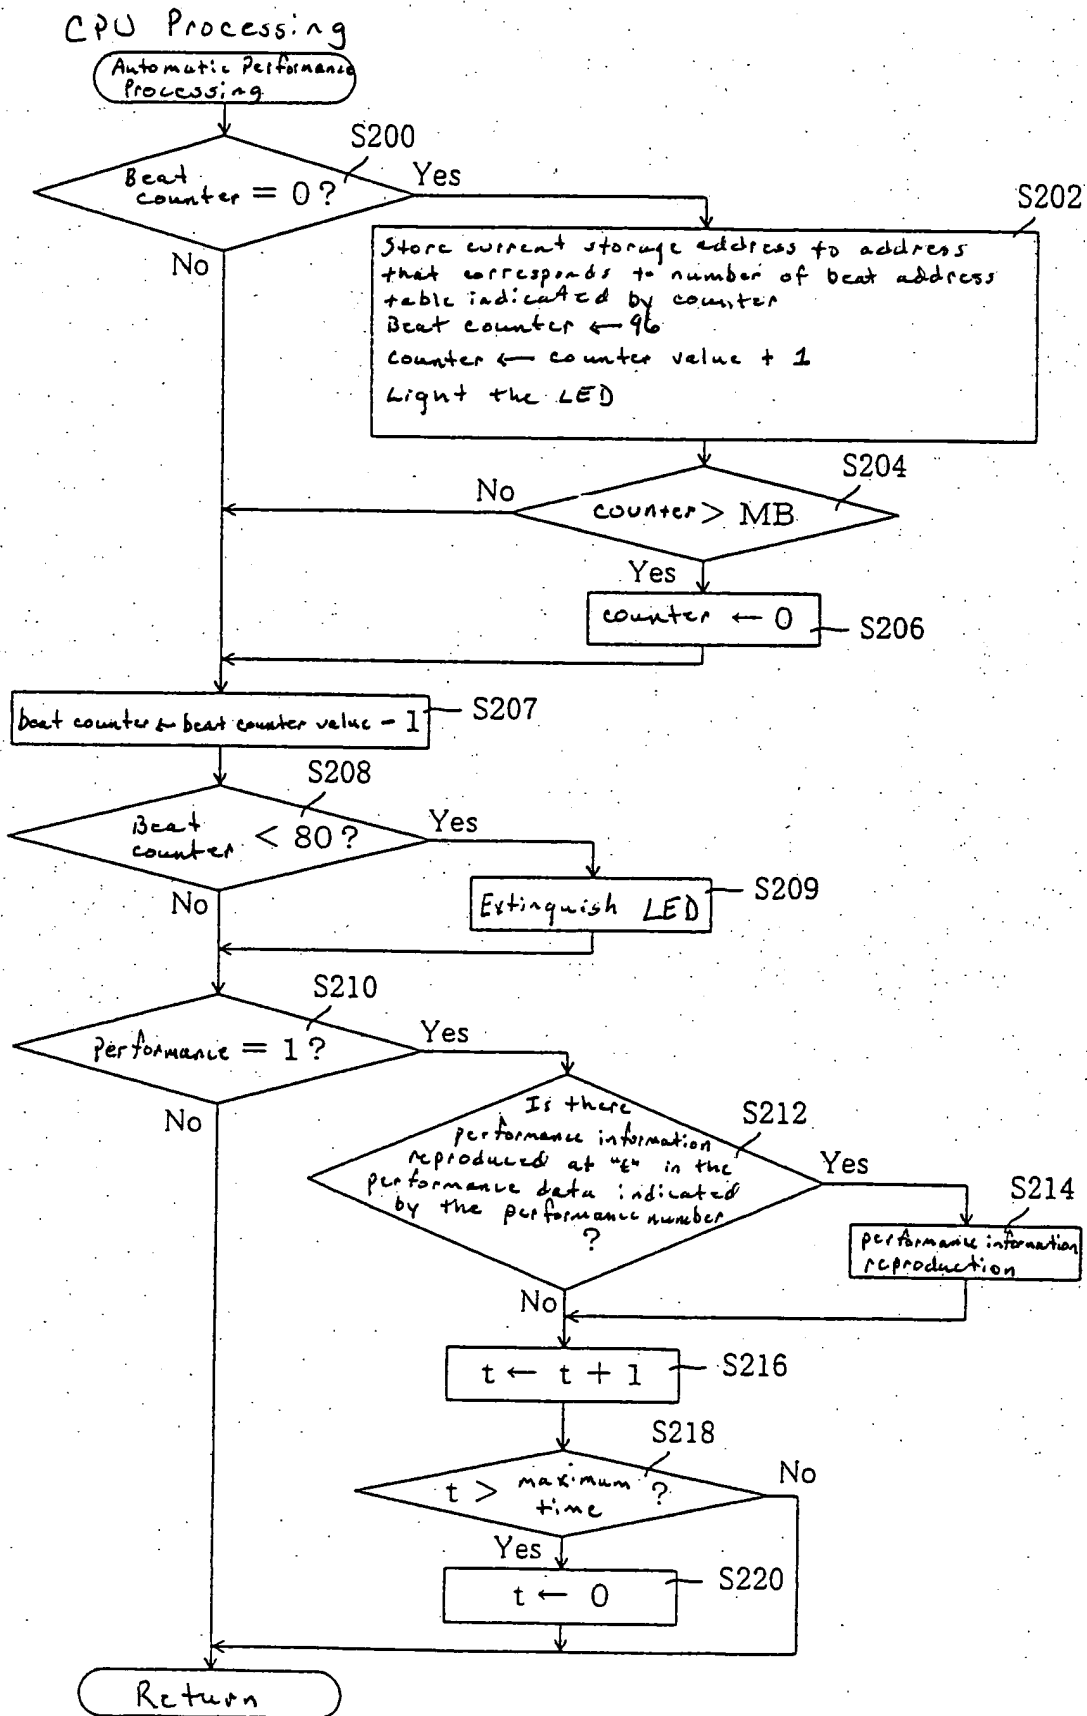 CPU Processing
Automatic Performance
Processing
S200
Beat
counter = 0 ?
Yes
No
S202
Store current storage address to address
that corresponds to number of beat address
table indicated by counter
Beat counter ← 96
counter ← counter value + 1
Light the LED
S204
No
counter > MB
Yes
counter ← 0
S206
beat counter ← beat counter value - 1
S207
S208
Beat
counter < 80 ?
Yes
No
Extinguish LED
S209
S210
Performance = 1 ?
Yes
No
S212
Is there
performance information
reproduced at "t" in the
performance data indicated
by the performance number
?
Yes
No
S214
performance information
reproduction
t ← t + 1
S216
S218
t > maximum
time ?
No
Yes
t ← 0
S220
Return